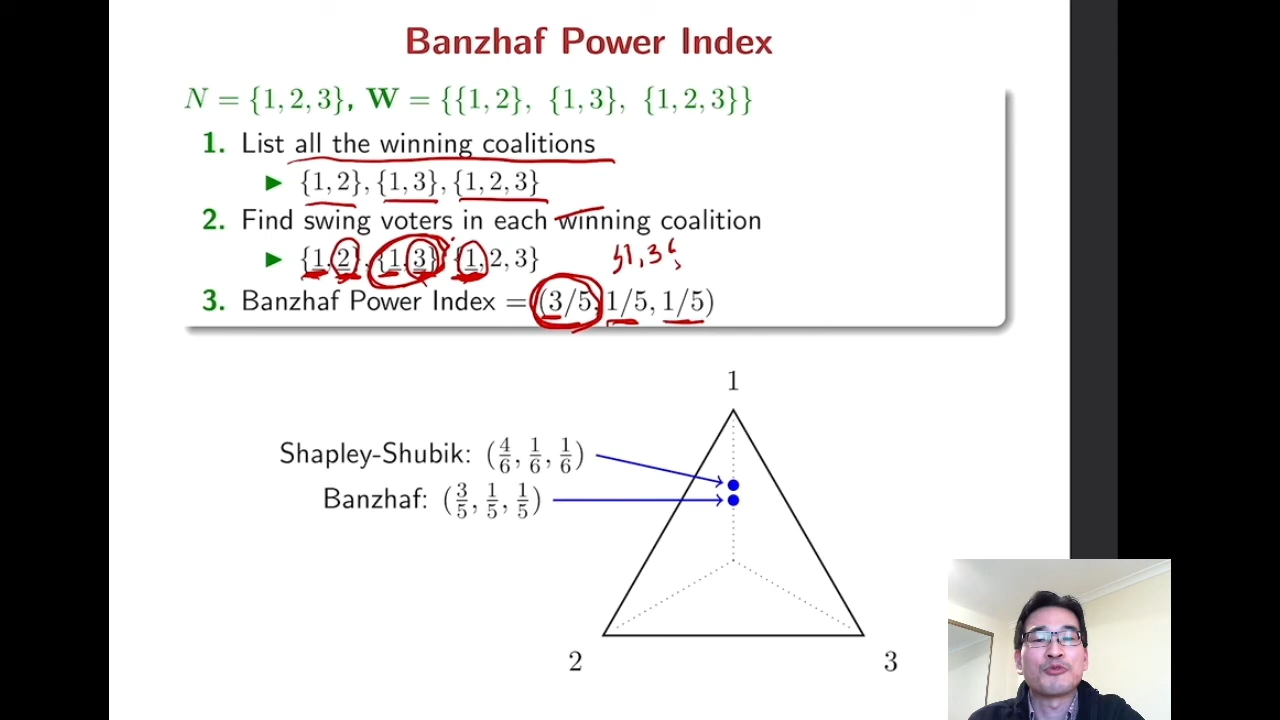 Banzhaf Power Index
N = {1, 2, 3}, W = {{1, 2}, {1, 3}, {1, 2, 3}}
1. List all the winning coalitions
▶ {1, 2}, {1, 3}, {1, 2, 3}
2. Find swing voters in each winning coalition
▶ {1, 2}, {1, 3}, {1, 2, 3} {1, 3}
3. Banzhaf Power Index = (3/5, 1/5, 1/5)
1
Shapley-Shubik: (4/6, 1/6, 1/6)
Banzhaf: (3/5, 1/5, 1/5)
2 3